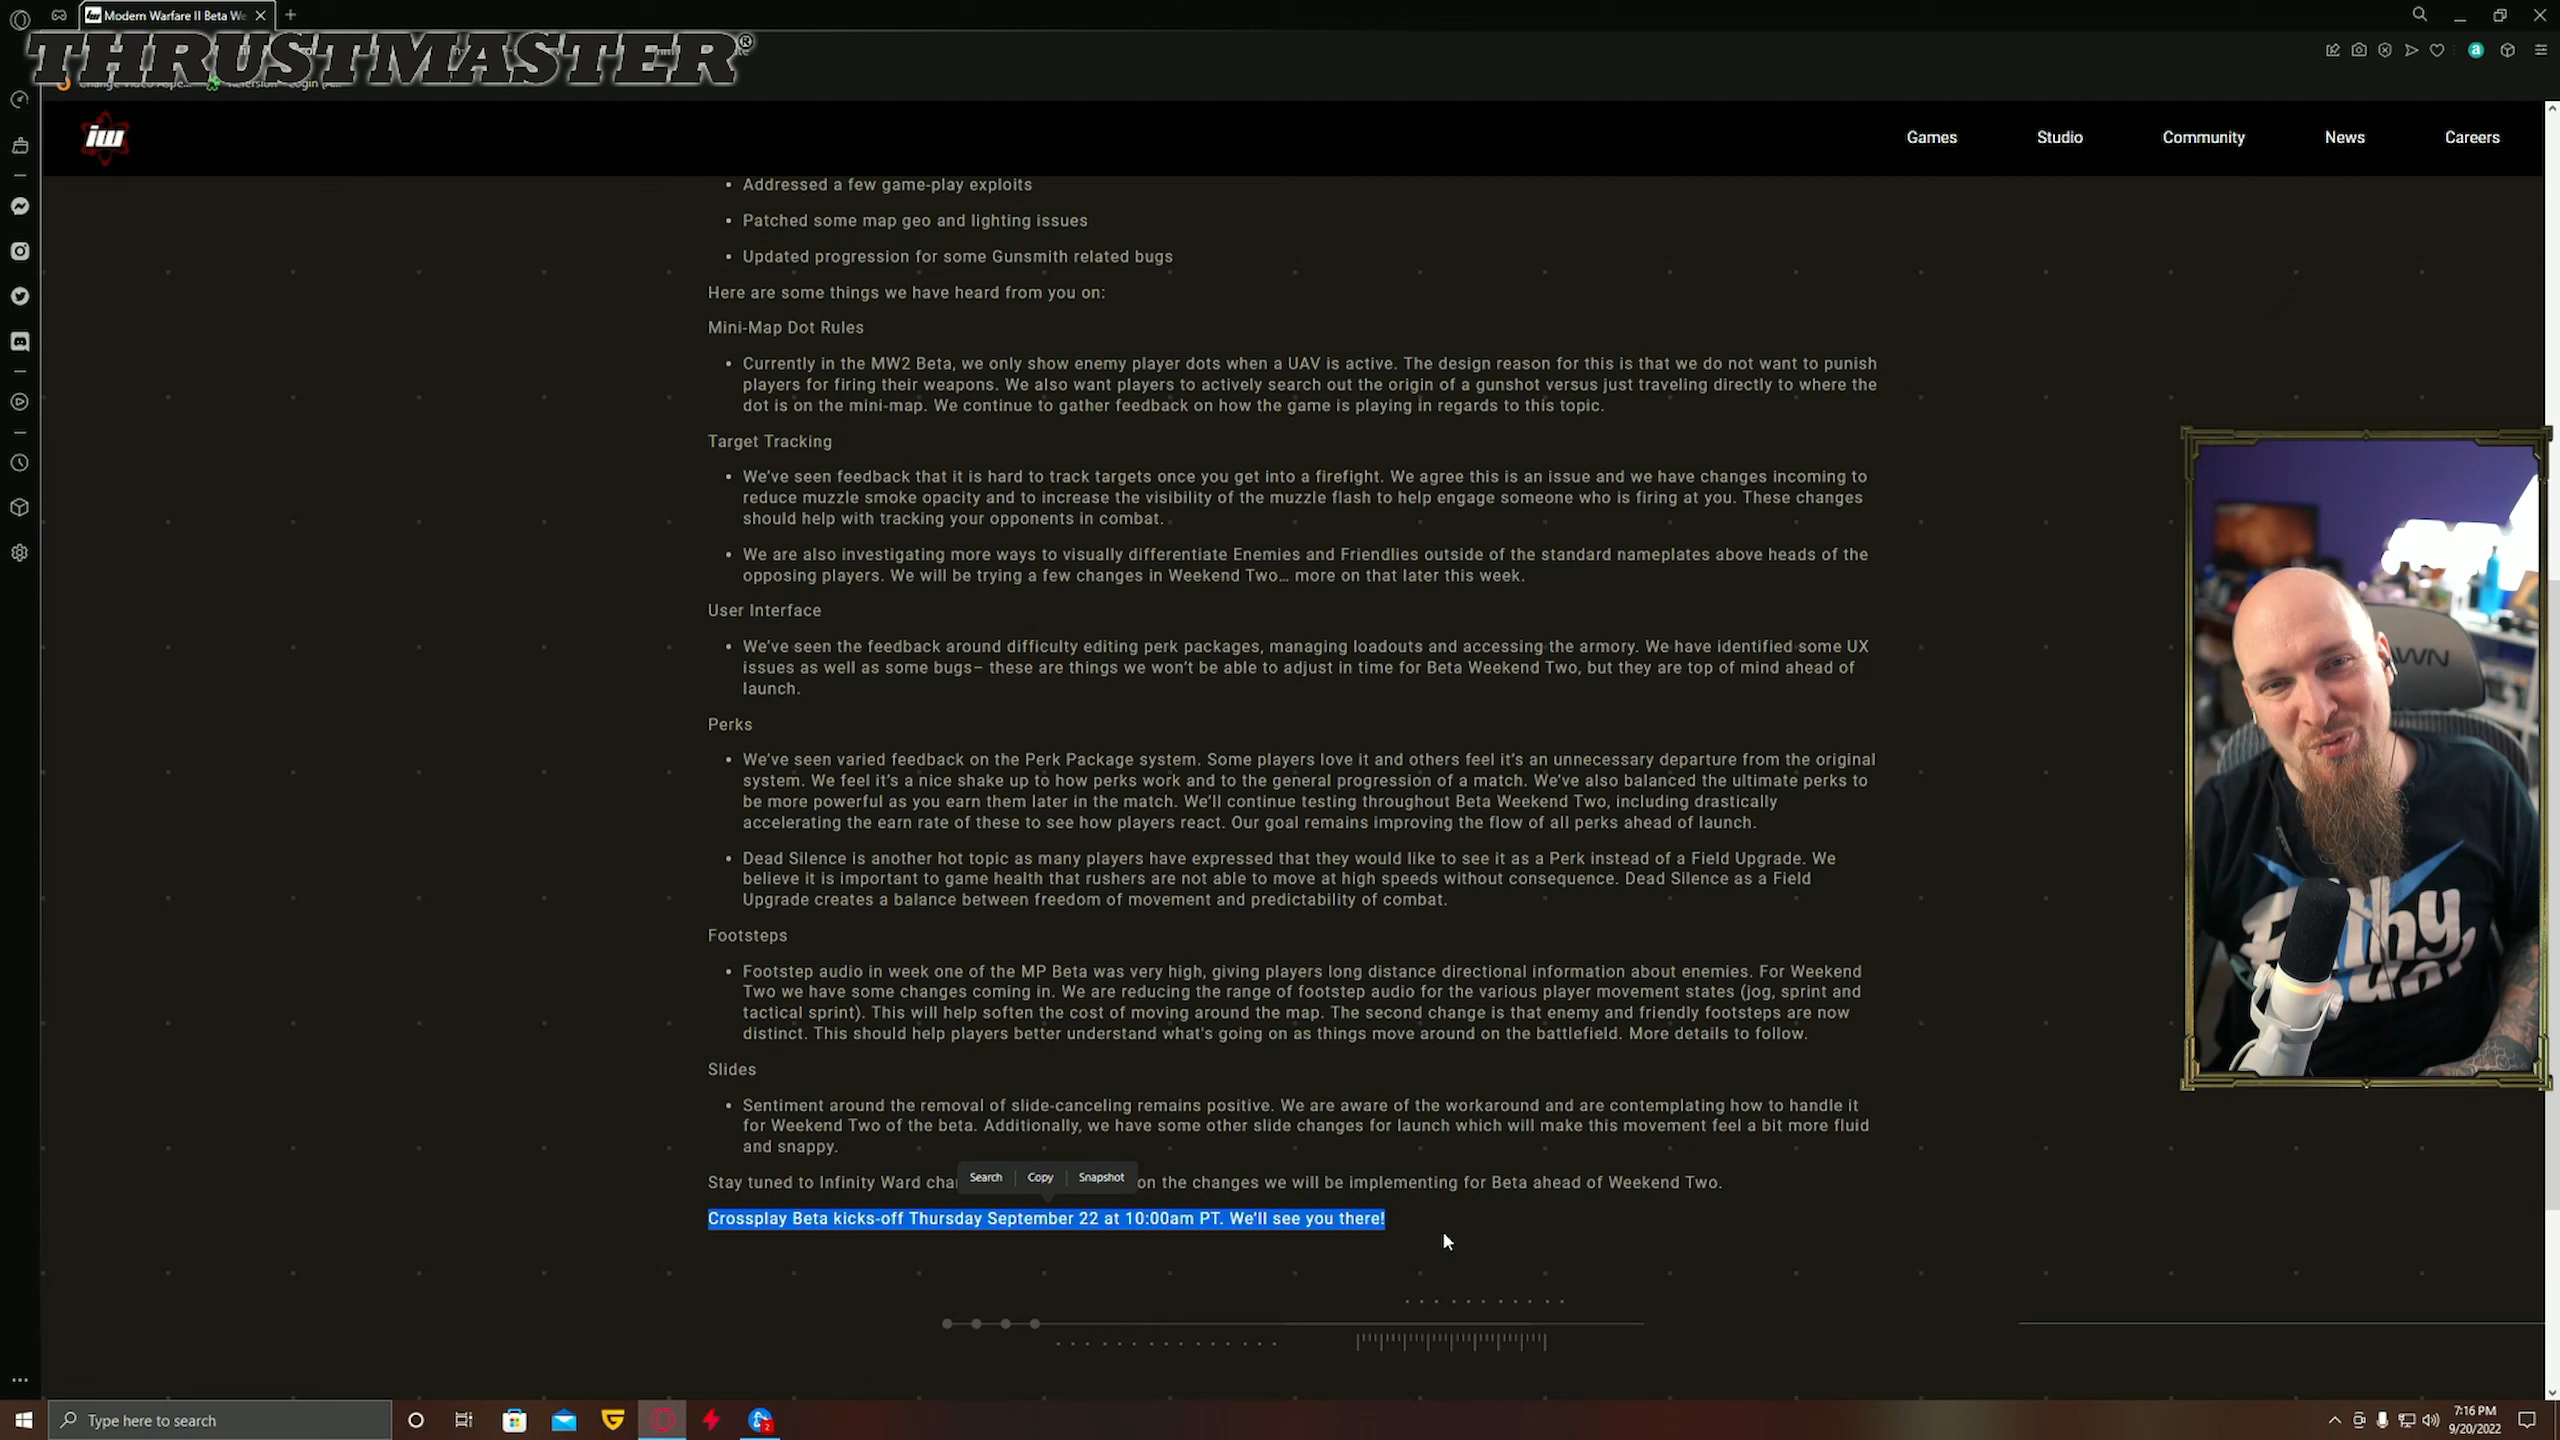 Modern Warfare II Beta We
THRUSTMASTER®
iw
Games
Studio
Community
News
Careers
• Addressed a few game-play exploits
• Patched some map geo and lighting issues
• Updated progression for some Gunsmith related bugs
Here are some things we have heard from you on:
Mini-Map Dot Rules
• Currently in the MW2 Beta, we only show enemy player dots when a UAV is active. The design reason for this is that we do not want to punish
players for firing their weapons. We also want players to actively search out the origin of a gunshot versus just traveling directly to where the
dot is on the mini-map. We continue to gather feedback on how the game is playing in regards to this topic.
Target Tracking
• We've seen feedback that it is hard to track targets once you get into a firefight. We agree this is an issue and we have changes incoming to
reduce muzzle smoke opacity and to increase the visibility of the muzzle flash to help engage someone who is firing at you. These changes
should help with tracking your opponents in combat.
• We are also investigating more ways to visually differentiate Enemies and Friendlies outside of the standard nameplates above heads of the
opposing players. We will be trying a few changes in Weekend Two… more on that later this week.
User Interface
• We've seen the feedback around difficulty editing perk packages, managing loadouts and accessing the armory. We have identified some UX
issues as well as some bugs– these are things we won't be able to adjust in time for Beta Weekend Two, but they are top of mind ahead of
launch.
Perks
• We've seen varied feedback on the Perk Package system. Some players love it and others feel it's an unnecessary departure from the original
system. We feel it's a nice shake up to how perks work and to the general progression of a match. We've also balanced the ultimate perks to
be more powerful as you earn them later in the match. We'll continue testing throughout Beta Weekend Two, including drastically
accelerating the earn rate of these to see how players react. Our goal remains improving the flow of all perks ahead of launch.
• Dead Silence is another hot topic as many players have expressed that they would like to see it as a Perk instead of a Field Upgrade. We
believe it is important to game health that rushers are not able to move at high speeds without consequence. Dead Silence as a Field
Upgrade creates a balance between freedom of movement and predictability of combat.
Footsteps
• Footstep audio in week one of the MP Beta was very high, giving players long distance directional information about enemies. For Weekend
Two we have some changes coming in. We are reducing the range of footstep audio for the various player movement states (jog, sprint and
tactical sprint). This will help soften the cost of moving around the map. The second change is that enemy and friendly footsteps are now
distinct. This should help players better understand what's going on as things move around on the battlefield. More details to follow.
Slides
• Sentiment around the removal of slide-canceling remains positive. We are aware of the workaround and are contemplating how to handle it
for Weekend Two of the beta. Additionally, we have some other slide changes for launch which will make this movement feel a bit more fluid
and snappy.
Search
Copy
Snapshot
Stay tuned to Infinity Ward on the changes we will be implementing for Beta ahead of Weekend Two.
Crossplay Beta kicks-off Thursday September 22 at 10:00am PT. We'll see you there!
AWN
Filthy
Type here to search
7:16 PM
9/20/2022